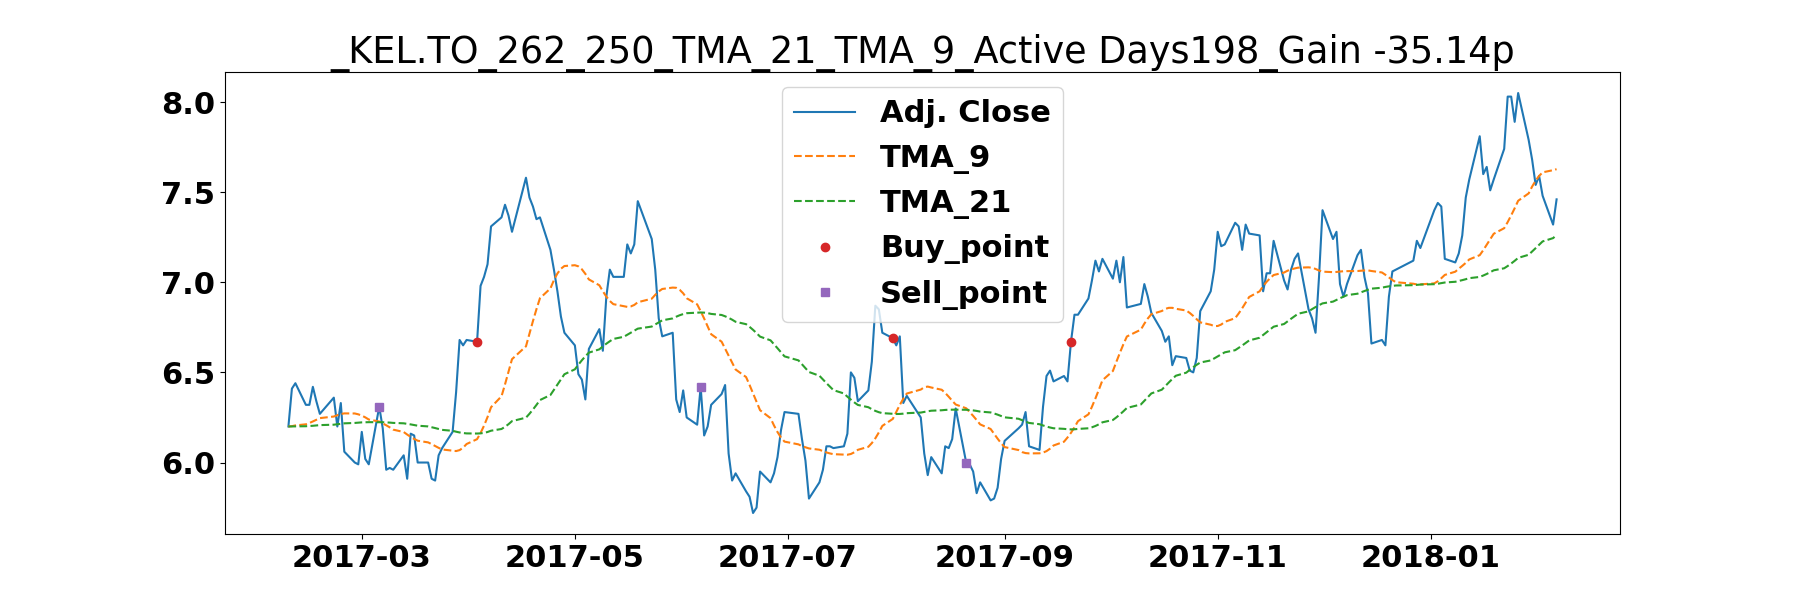 _KEL.TO_262_250_TMA_21_TMA_9_Active Days198_Gain -35.14p
8.0
7.5
7.0
6.5
6.0
Adj. Close
TMA_9
TMA_21
Buy_point
Sell_point
2017-03 2017-05 2017-07 2017-09 2017-11 2018-01